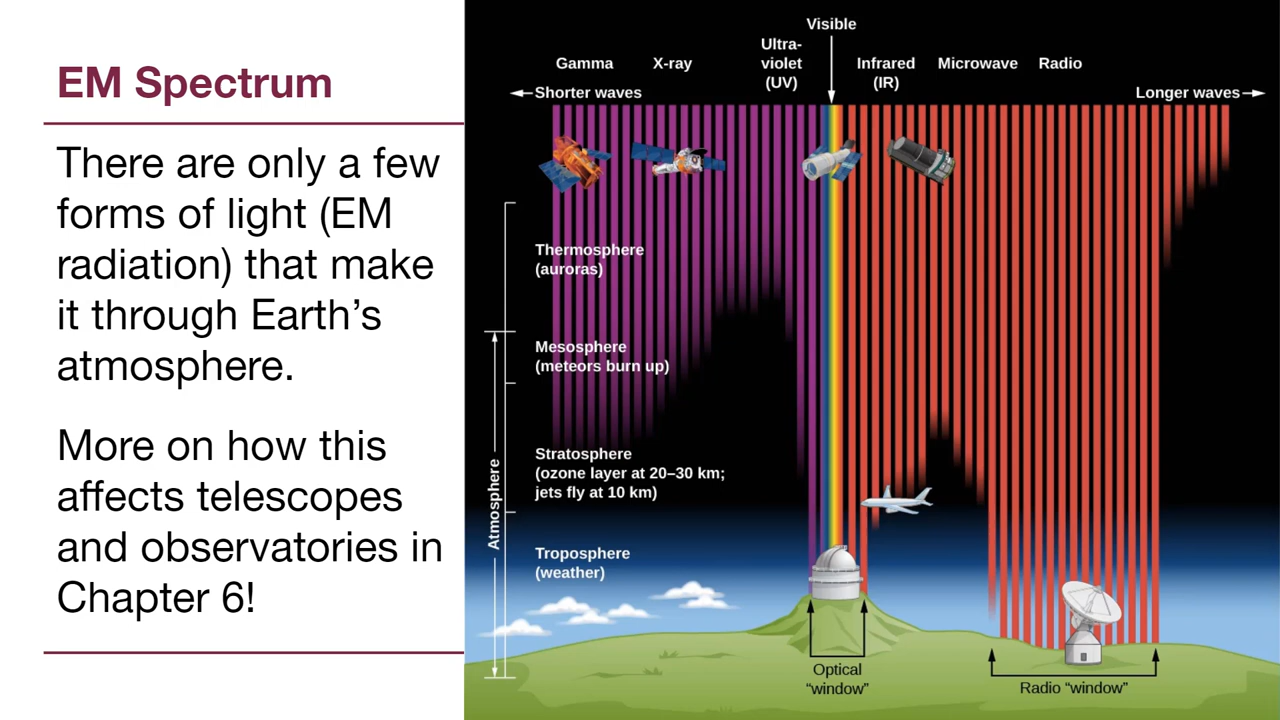 EM Spectrum
There are only a few
forms of light (EM
radiation) that make
it through Earth’s
atmosphere.
More on how this
affects telescopes
and observatories in
Chapter 6!
Visible
Gamma
X-ray
Ultra-
violet
(UV)
Infrared
(IR)
Microwave
Radio
Shorter waves
Longer waves
Thermosphere
(auroras)
Mesosphere
(meteors burn up)
Stratosphere
(ozone layer at 20–30 km;
jets fly at 10 km)
Atmosphere
Troposphere
(weather)
Optical
“window”
Radio “window”